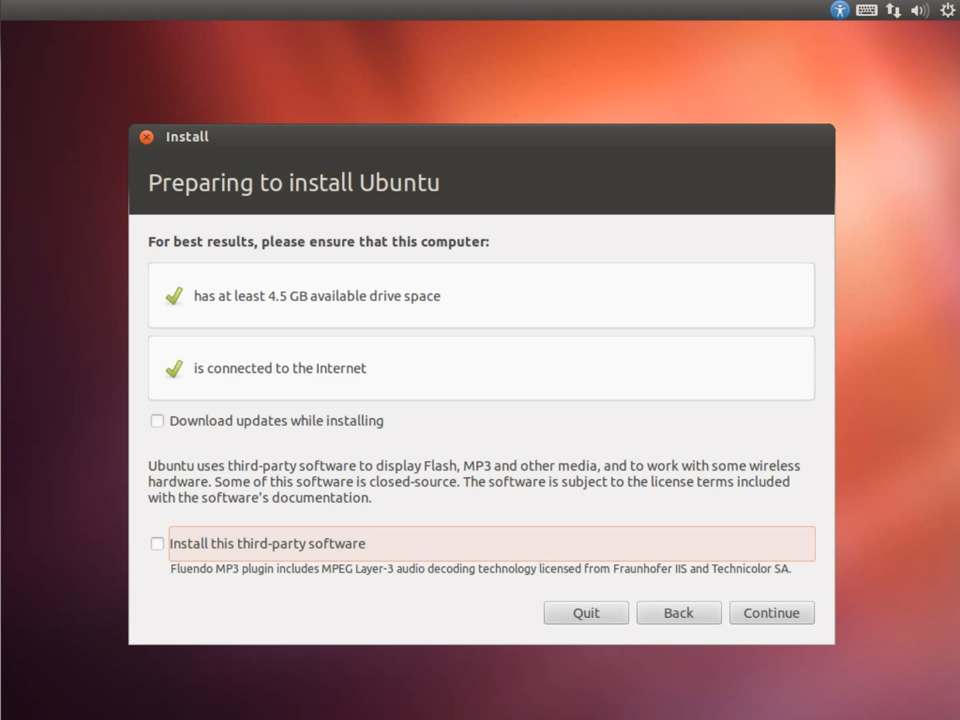 Install
Preparing to install Ubuntu
For best results, please ensure that this computer:
has at least 4.5 GB available drive space
is connected to the Internet
Download updates while installing
Ubuntu uses third-party software to display Flash, MP3 and other media, and to work with some wireless
hardware. Some of this software is closed-source. The software is subject to the license terms included
with the software's documentation.
Install this third-party software
Fluendo MP3 plugin includes MPEG Layer-3 audio decoding technology licensed from Fraunhofer IIS and Technicolor SA.
Quit Back Continue